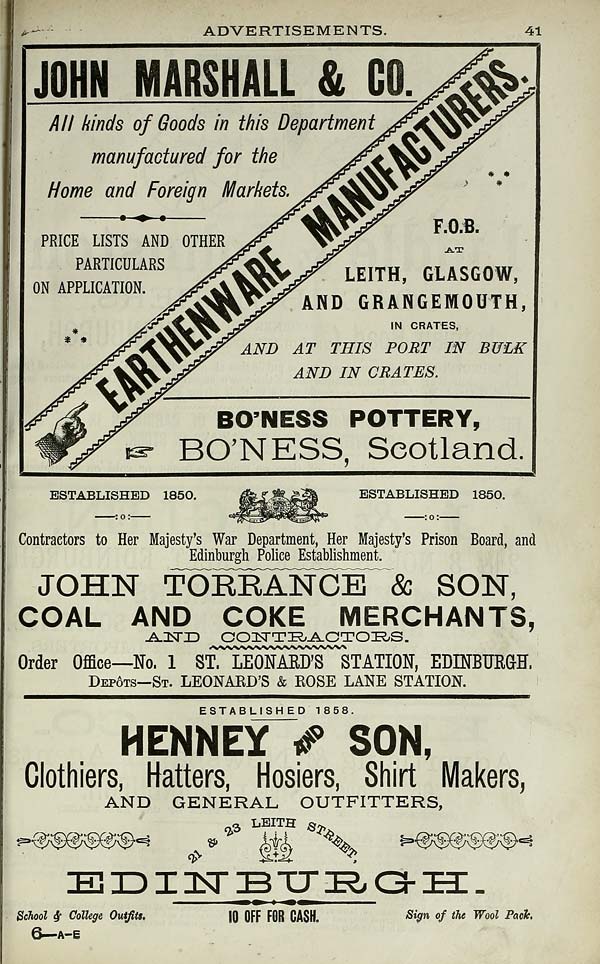 ADVERTISEMENTS. 41
JOHN MARSHALL & CO.
All kinds of Goods in this Department
manufactured for the
Home and Foreign Markets.
PRICE LISTS AND OTHER
PARTICULARS
ON APPLICATION.
EARTHENWARE MANUFACTURERS.
F.O.B.
AT
LEITH, GLASGOW,
AND GRANGEMOUTH,
IN CRATES,
AND AT THIS PORT IN BULK
AND IN CRATES.
BO'NESS POTTERY,
BO'NESS, Scotland.
ESTABLISHED 1850. ESTABLISHED 1850.
—:o:— —:o:—
Contractors to Her Majesty's War Department, Her Majesty's Prison Board, and
Edinburgh Police Establishment.
JOHN TORRANCE & SON,
COAL AND COKE MERCHANTS,
AND CONTRACTORS.
Order Office—No. 1 ST. LEONARD'S STATION, EDINBURGH.
DEPÔTS—ST. LEONARD'S & ROSE LANE STATION.
ESTABLISHED 1858.
HENNEY AND SON,
Clothiers, Hatters, Hosiers, Shirt Makers,
AND GENERAL OUTFITTERS,
21 & 23 LEITH STREET,
EDINBURGH.
School & College Outfits. 10 OFF FOR CASH. Sign of the Wool Pack.
6—A-E